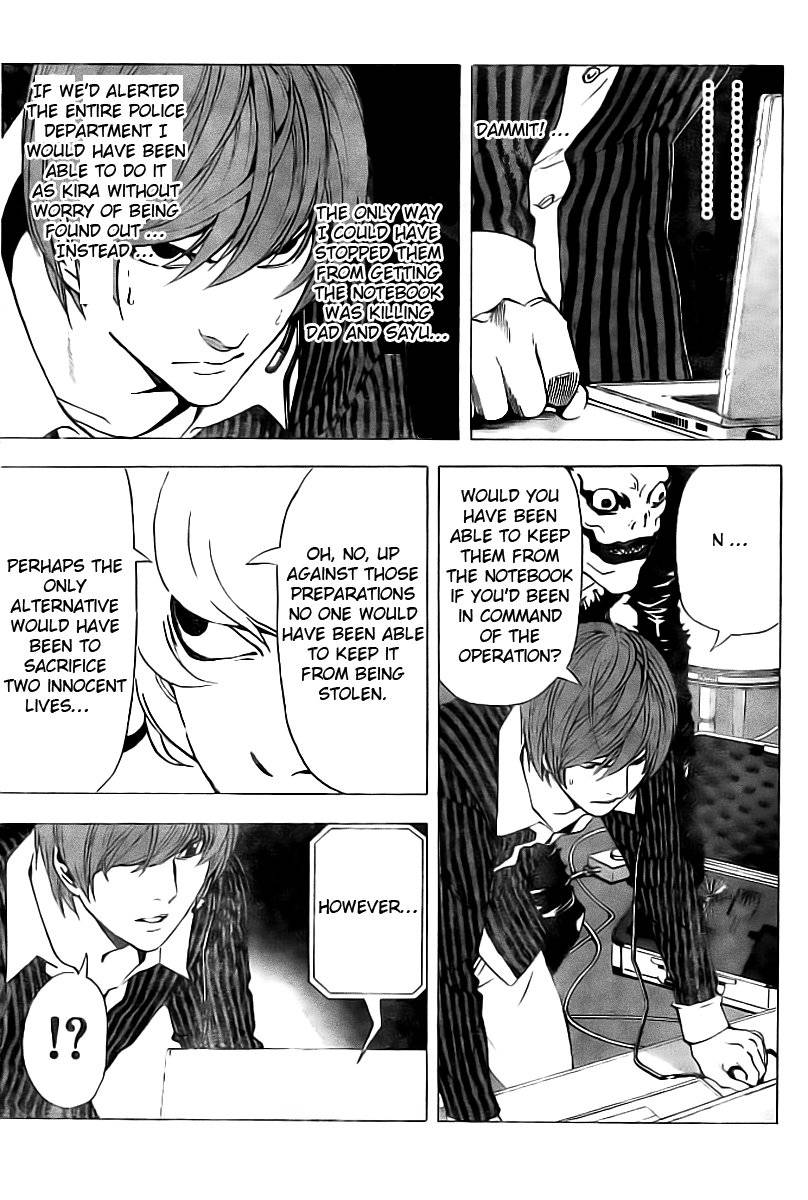 DAMMIT! ...
THE ONLY WAY
I COULD HAVE
STOPPED THEM
FROM GETTING
THE NOTEBOOK
WAS KILLING
DAD AND SAYU...
IF WE'D ALERTED
THE ENTIRE POLICE
DEPARTMENT I
WOULD HAVE BEEN
ABLE TO DO IT
AS KIRA WITHOUT
WORRY OF BEING
FOUND OUT ...
INSTEAD ...
N ...
WOULD YOU
HAVE BEEN
ABLE TO KEEP
THEM FROM
THE NOTEBOOK
IF YOU'D BEEN
IN COMMAND
OF THE
OPERATION?
OH, NO, UP
AGAINST THOSE
PREPARATIONS
NO ONE WOULD
HAVE BEEN ABLE
TO KEEP IT
FROM BEING
STOLEN.
PERHAPS THE
ONLY
ALTERNATIVE
WOULD HAVE
BEEN TO
SACRIFICE
TWO INNOCENT
LIVES...
HOWEVER...
!?